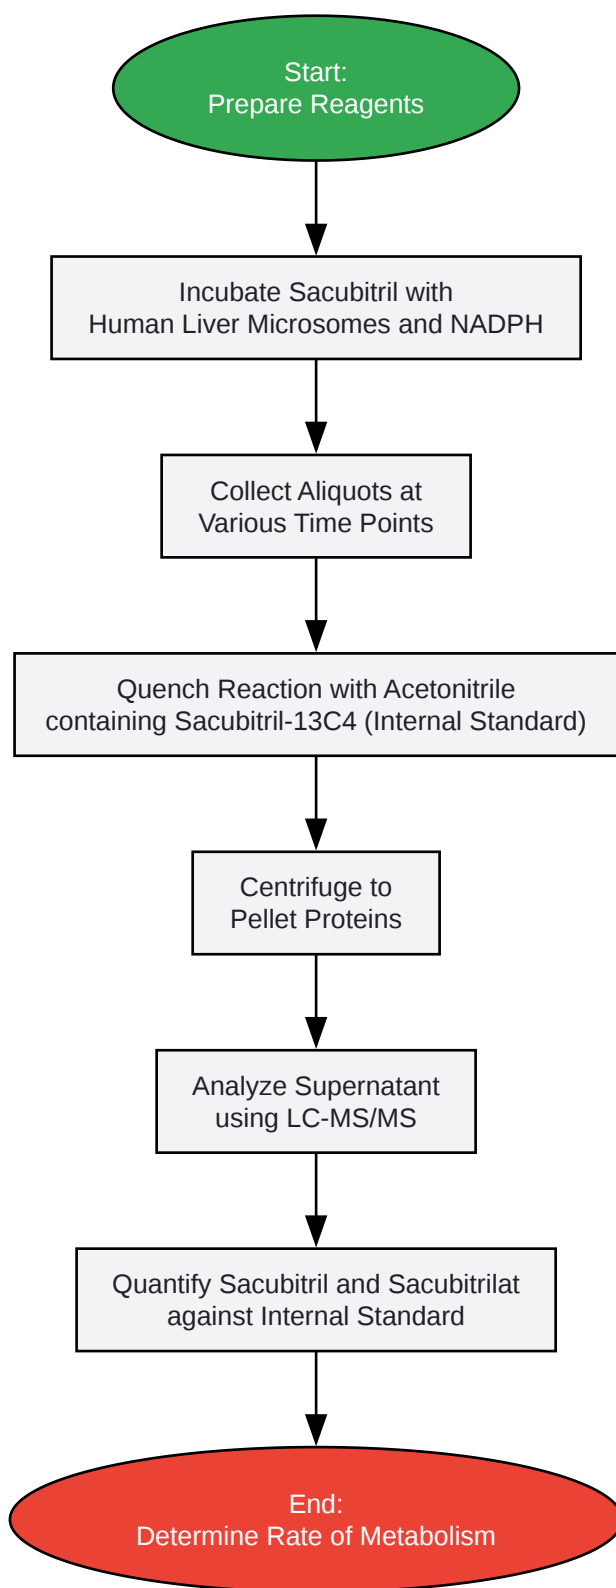 Start:
Prepare Reagents
Incubate Sacubitril with
Human Liver Microsomes and NADPH
Collect Aliquots at
Various Time Points
Quench Reaction with Acetonitrile
containing Sacubitril-13C4 (Internal Standard)
Centrifuge to
Pellet Proteins
Analyze Supernatant
using LC-MS/MS
Quantify Sacubitril and Sacubitrilat
against Internal Standard
End:
Determine Rate of Metabolism